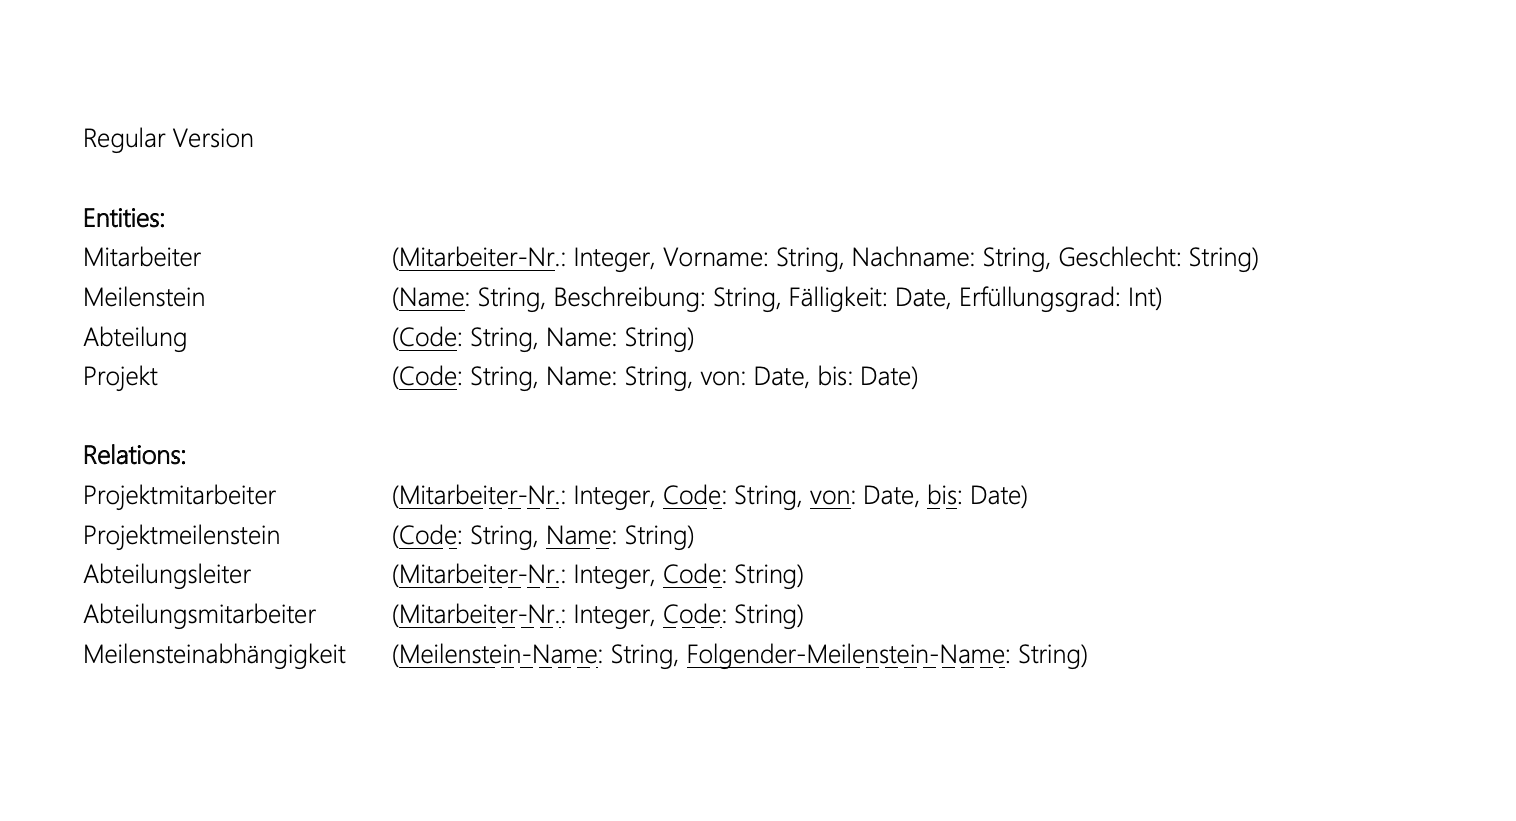 Regular Version
Entities:
Mitarbeiter (Mitarbeiter-Nr.: Integer, Vorname: String, Nachname: String, Geschlecht: String)
Meilenstein (Name: String, Beschreibung: String, Fälligkeit: Date, Erfüllungsgrad: Int)
Abteilung (Code: String, Name: String)
Projekt (Code: String, Name: String, von: Date, bis: Date)
Relations:
Projektmitarbeiter (Mitarbeiter-Nr.: Integer, Code: String, von: Date, bis: Date)
Projektmeilenstein (Code: String, Name: String)
Abteilungsleiter (Mitarbeiter-Nr.: Integer, Code: String)
Abteilungsmitarbeiter (Mitarbeiter-Nr.: Integer, Code: String)
Meilensteinabhängigkeit (Meilenstein-Name: String, Folgender-Meilenstein-Name: String)